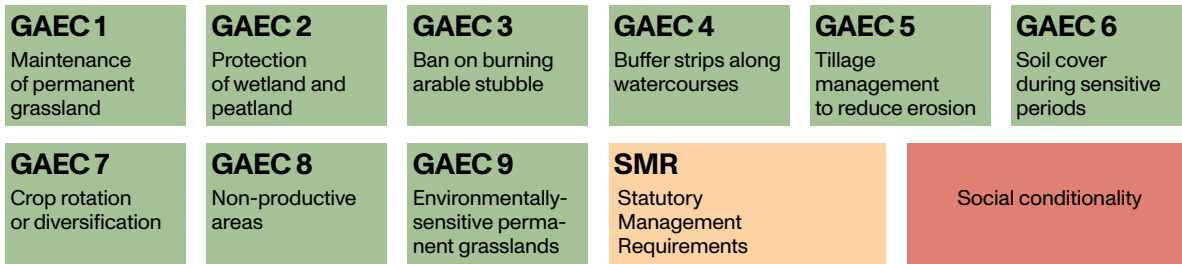 GAEC 1
Maintenance
of permanent
grassland
GAEC 2
Protection
of wetland and
peatland
GAEC 3
Ban on burning
arable stubble
GAEC 4
Buffer strips along
watercourses
GAEC 5
Tillage
management
to reduce erosion
GAEC 6
Soil cover
during sensitive
periods
GAEC 7
Crop rotation
or diversification
GAEC 8
Non-productive
areas
GAEC 9
Environmentally-
sensitive perma-
nent grasslands
SMR
Statutory
Management
Requirements
Social conditionality